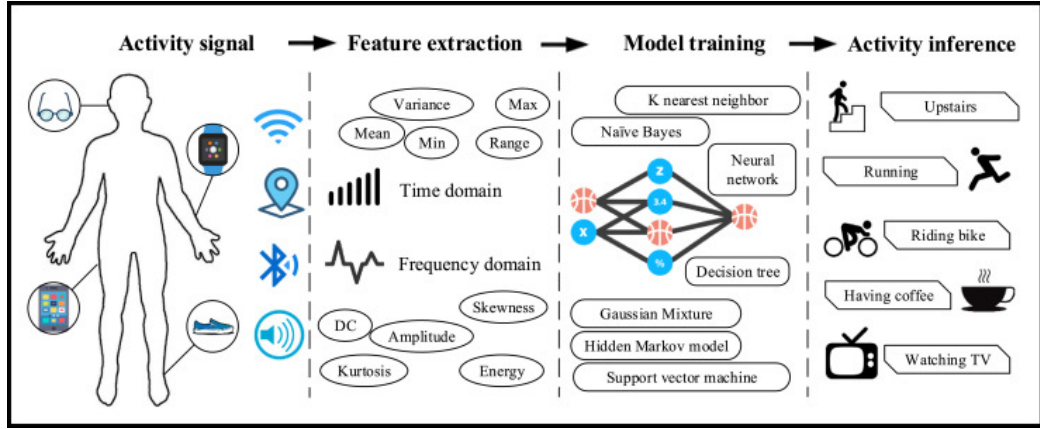 Activity signal
Feature extraction
Model training
Activity inference
Variance
Max
Mean
Min
Range
Time domain
Frequency domain
Skewness
DC
Amplitude
Kurtosis
Energy
K nearest neighbor
Naïve Bayes
Neural
network
Z
3.4
X
%
Decision tree
Gaussian Mixture
Hidden Markov model
Support vector machine
Upstairs
Running
Riding bike
Having coffee
Watching TV